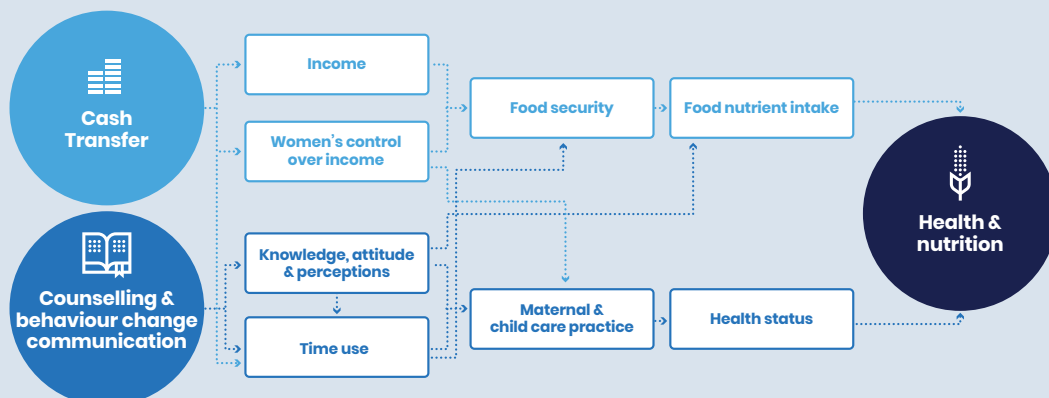 Cash
Transfer
Income
Women's control
over income
Food security
Food nutrient intake
Health &
nutrition
Counselling &
behaviour change
communication
Knowledge, attitude
& perceptions
Time use
Maternal &
child care practice
Health status